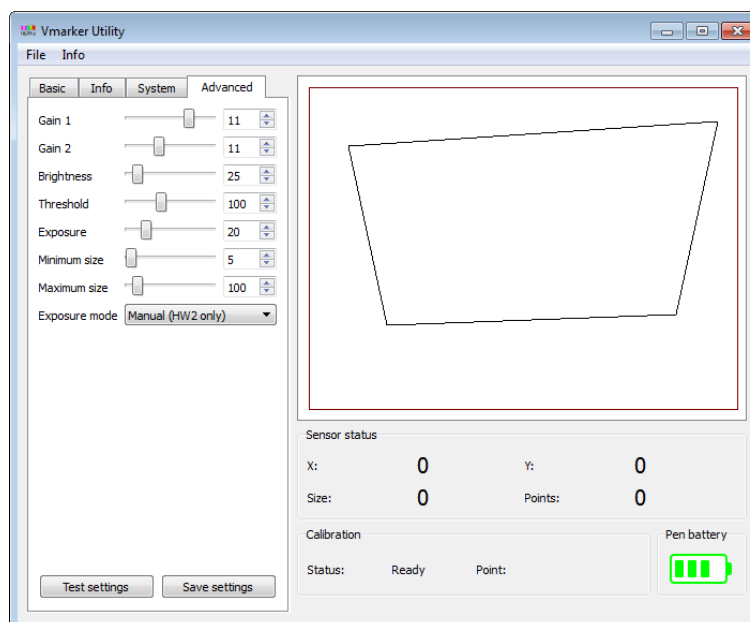 Vmarker Utility
File Info
Basic Info System Advanced
Gain 1 11
Gain 2 11
Brightness 25
Threshold 100
Exposure 20
Minimum size 5
Maximum size 100
Exposure mode Manual (HW2 only)
Test settings Save settings
Sensor status
X: 0 Y: 0
Size: 0 Points: 0
Calibration
Status: Ready Point:
Pen battery